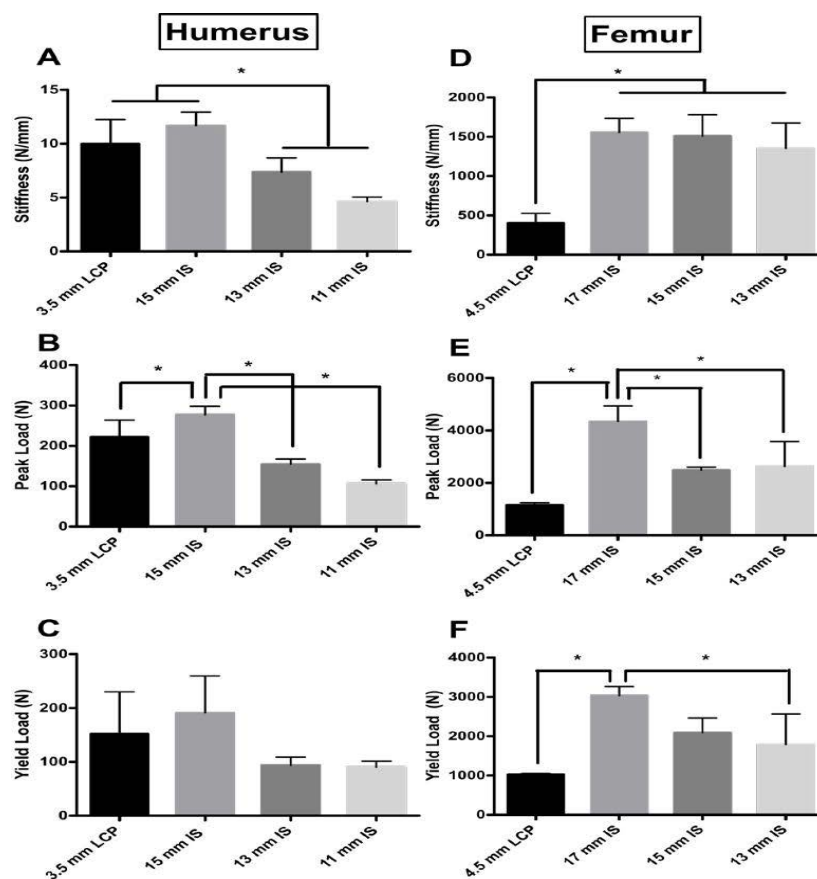 Humerus
A
*
Stiffness (N/mm)
15
10
5
0
3.5 mm LCP
15 mm IS
13 mm IS
11 mm IS
B
*
*
*
Peak Load (N)
400
300
200
100
0
3.5 mm LCP
15 mm IS
13 mm IS
11 mm IS
C
Yield Load (N)
300
200
100
0
3.5 mm LCP
15 mm IS
13 mm IS
11 mm IS
Femur
D
*
Stiffness (N/mm)
2000
1500
1000
500
0
4.5 mm LCP
17 mm IS
15 mm IS
13 mm IS
E
*
*
*
Peak Load (N)
6000
4000
2000
0
4.5 mm LCP
17 mm IS
15 mm IS
13 mm IS
F
*
*
Yield Load (N)
4000
3000
2000
1000
0
4.5 mm LCP
17 mm IS
15 mm IS
13 mm IS